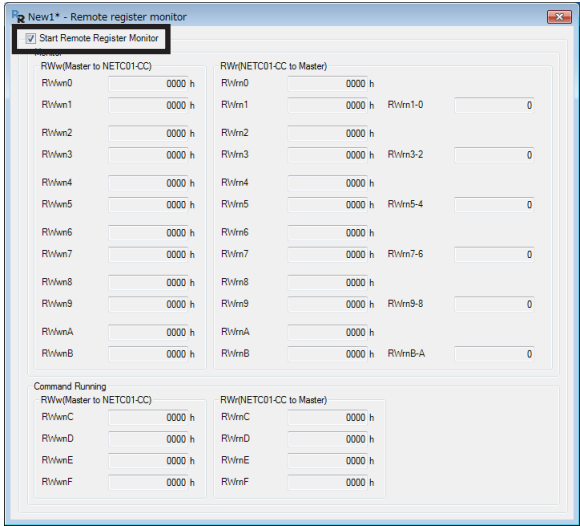 New1* - Remote register monitor
Start Remote Register Monitor
Monitor
RWw(Master to NETC01-CC) RWr(NETC01-CC to Master)
RWwn0 0000 h RWrn0 0000 h
RWwn1 0000 h RWrn1 0000 h RWrn1-0 0
RWwn2 0000 h RWrn2 0000 h
RWwn3 0000 h RWrn3 0000 h RWrn3-2 0
RWwn4 0000 h RWrn4 0000 h
RWwn5 0000 h RWrn5 0000 h RWrn5-4 0
RWwn6 0000 h RWrn6 0000 h
RWwn7 0000 h RWrn7 0000 h RWrn7-6 0
RWwn8 0000 h RWrn8 0000 h
RWwn9 0000 h RWrn9 0000 h RWrn9-8 0
RWwnA 0000 h RWrnA 0000 h
RWwnB 0000 h RWrnB 0000 h RWrnB-A 0
Command Running
RWw(Master to NETC01-CC) RWr(NETC01-CC to Master)
RWwnC 0000 h RWrnC 0000 h
RWwnD 0000 h RWrnD 0000 h
RWwnE 0000 h RWrnE 0000 h
RWwnF 0000 h RWrnF 0000 h